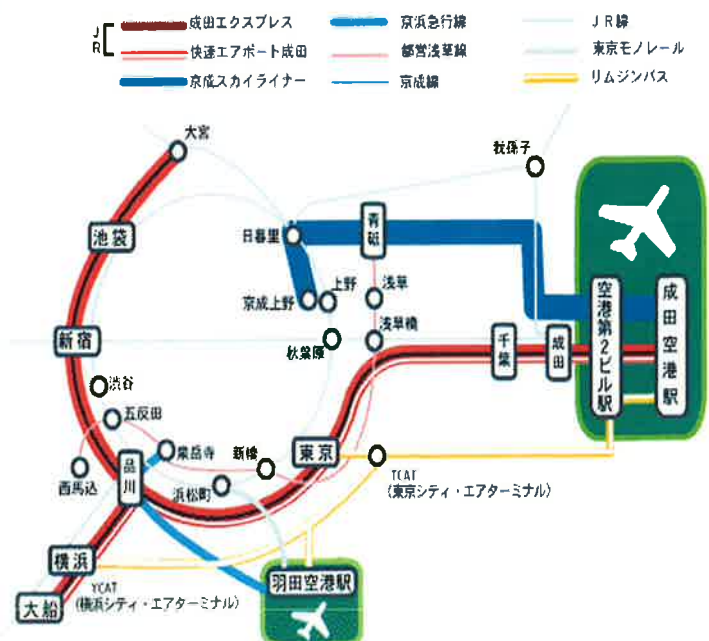 JR
成田エクスプレス
快速エアポート成田
京成スカイライナー
京浜急行線
都営浅草線
京成線
JR線
東京モノレール
リムジンバス
大宮
我孫子
池袋
日暮里
青砥
京成上野
上野
浅草
浅草橋
空港第2ビル駅
成田空港駅
新宿
秋葉原
千葉
成田
渋谷
五反田
泉岳寺
新橋
東京
西馬込
品川
浜松町
TCAT
(東京シティ・エアターミナル)
横浜
YCAT
(横浜シティ・エアターミナル)
羽田空港駅
大船